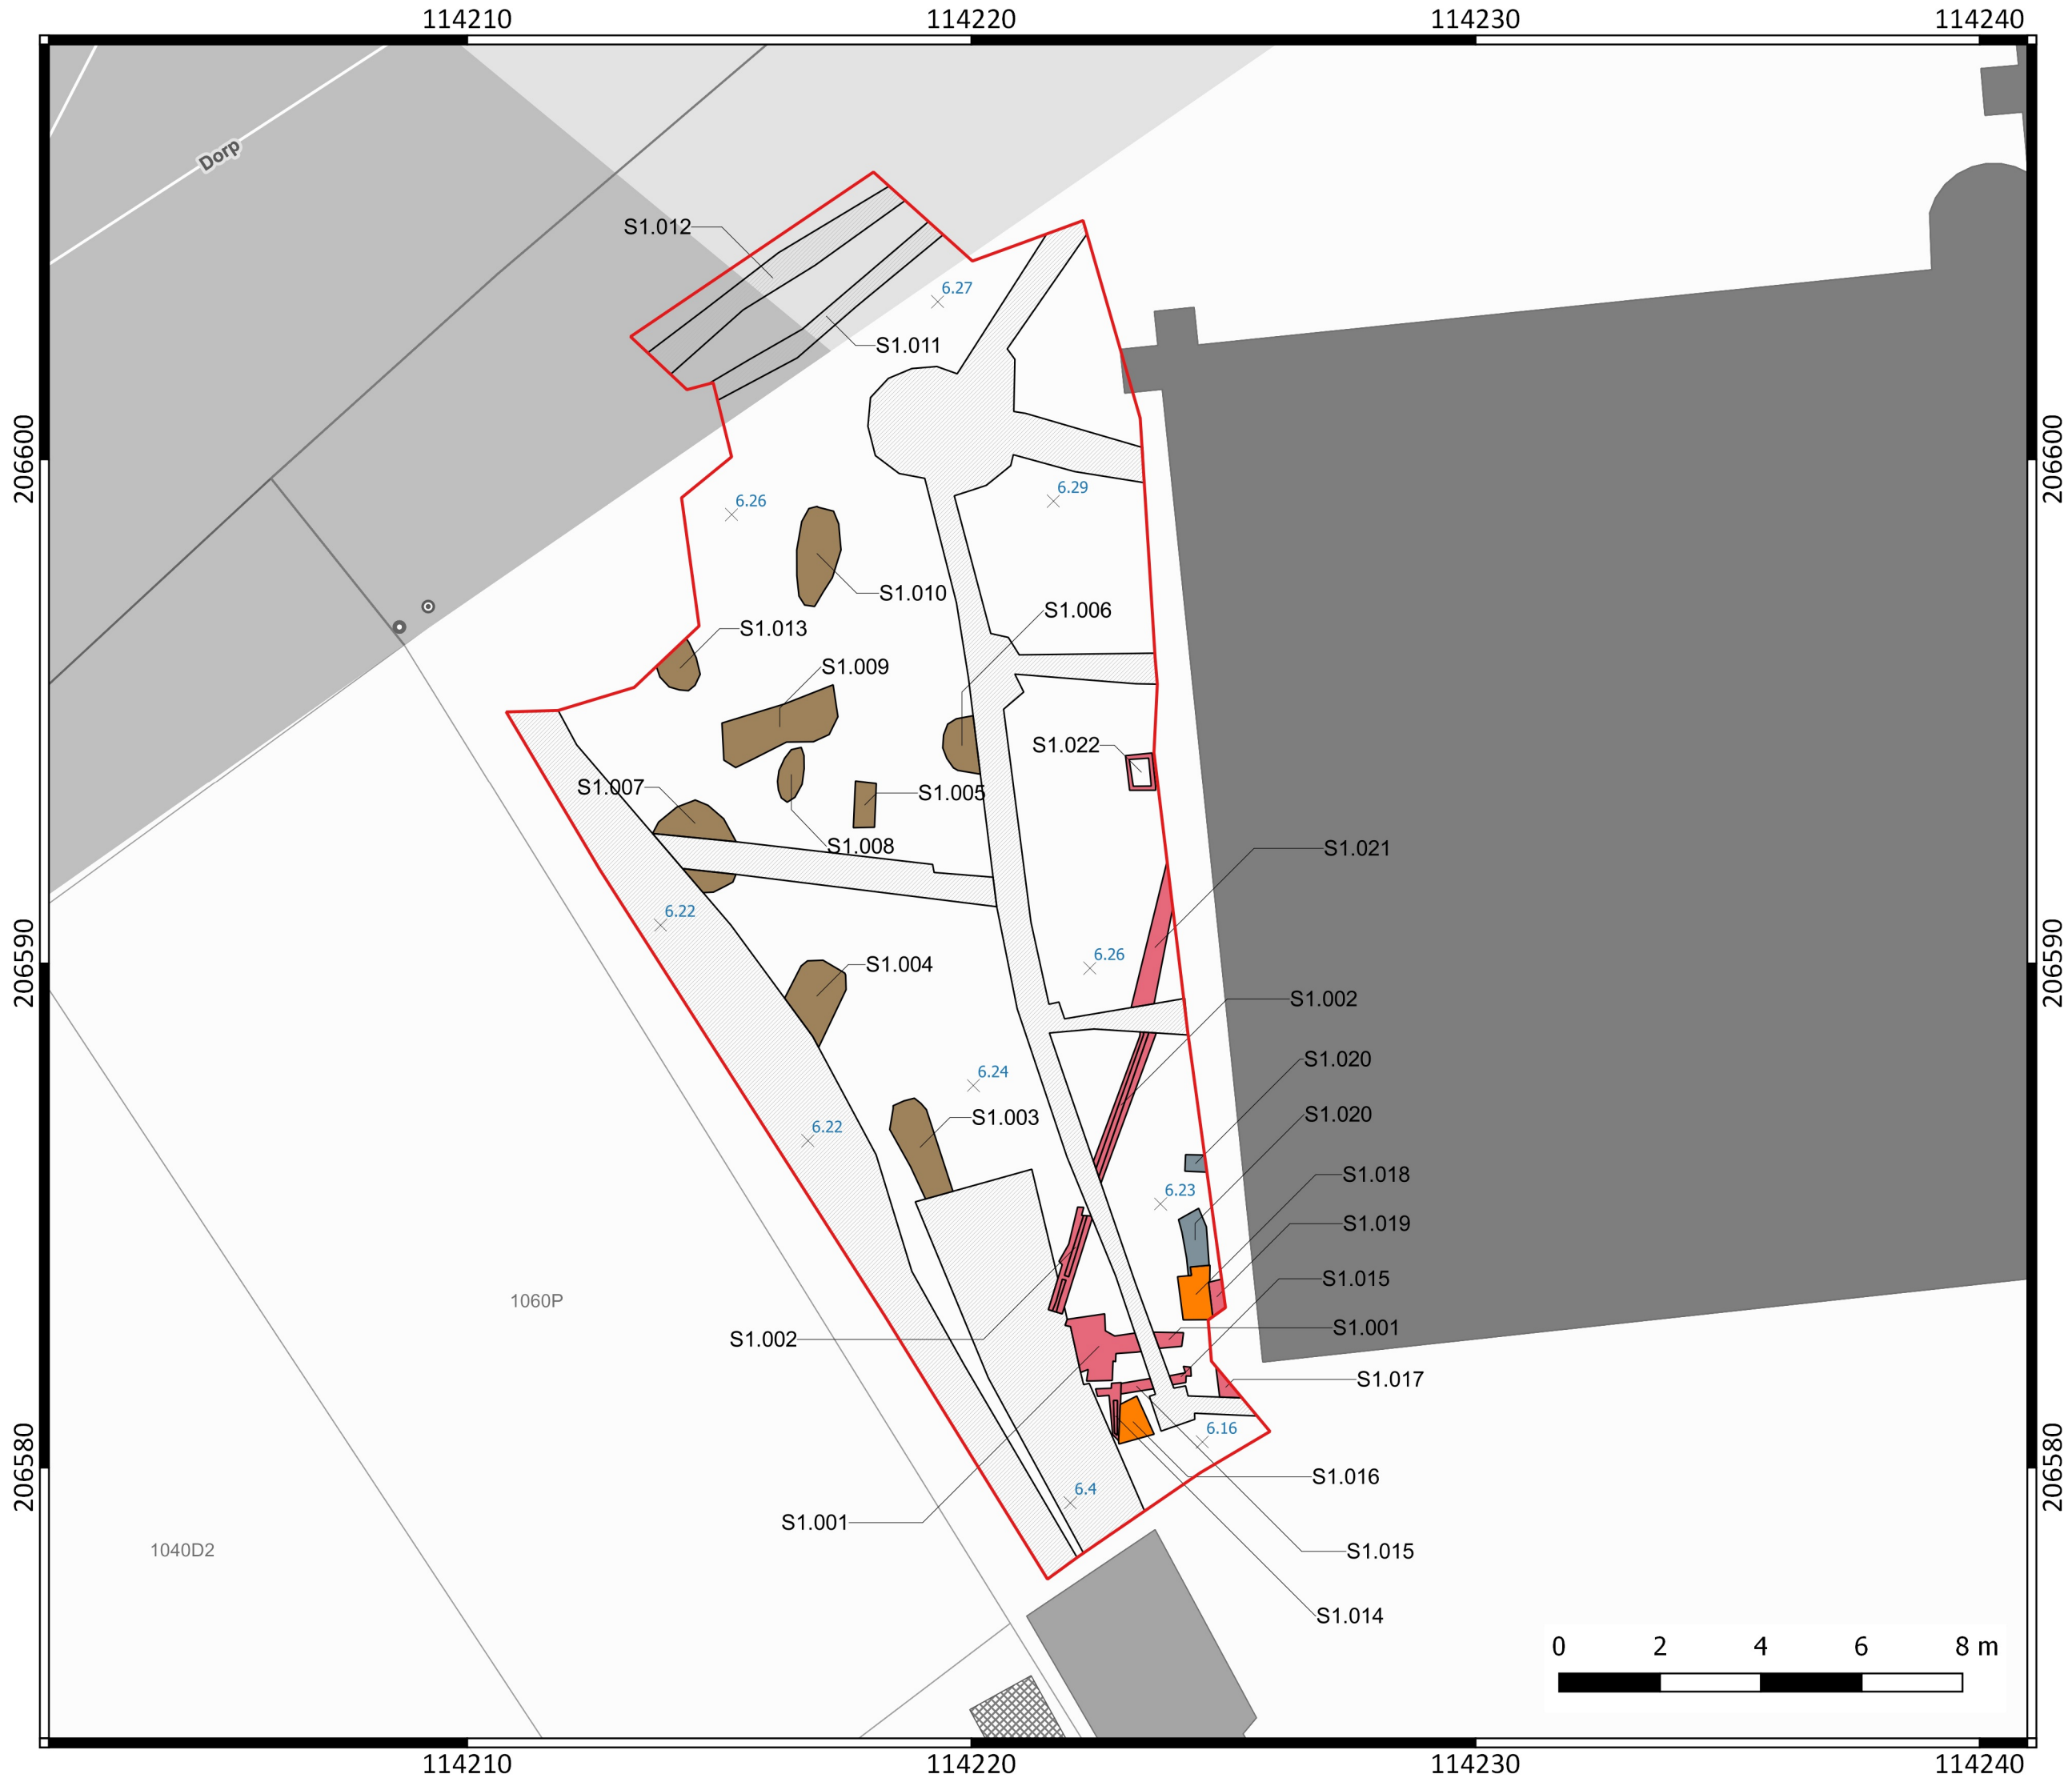 114210 114220 114230 114240
Dorp
S1.012
6.27
S1.011
206600 206600
6.26 6.29
S1.010
S1.006
S1.013
S1.009
S1.022
S1.007 S1.005
S1.008 S1.021
6.22
S1.004 6.26
206590 206590
S1.002
S1.020
6.24
S1.003 S1.020
6.22
S1.018
6.23
S1.019
S1.015
1060P
S1.002 S1.001
S1.017
6.16
206580 206580
S1.016
6.4
S1.001
1040D2 S1.015
S1.014
0 2 4 6 8 m
114210 114220 114230 114240